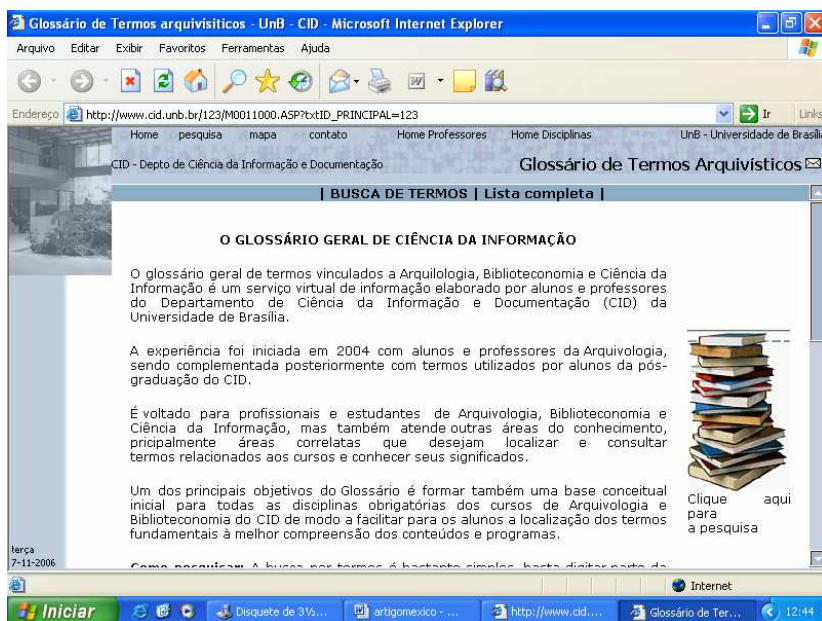 Glossário de Termos arquivísiticos - UnB - CID - Microsoft Internet Explorer
Arquivo Editar Exibir Favoritos Ferramentas Ajuda
Endereço http://www.cid.unb.br/123/M0011000.ASP?txtID_PRINCIPAL=123 Ir Links
Home pesquisa mapa contato Home Professores Home Disciplinas UnB - Universidade de Brasília
CID - Depto de Ciência da Informação e Documentação Glossário de Termos Arquivísticos
| BUSCA DE TERMOS | Lista completa |
O GLOSSÁRIO GERAL DE CIÊNCIA DA INFORMAÇÃO
O glossário geral de termos vinculados a Arquilologia, Biblioteconomia e Ciência da
Informação é um serviço virtual de informação elaborado por alunos e professores
do Departamento de Ciência da Informação e Documentação (CID) da
Universidade de Brasília.
A experiência foi iniciada em 2004 com alunos e professores da Arquivologia,
sendo complementada posteriormente com termos utilizados por alunos da pós-
graduação do CID.
É voltado para profissionais e estudantes de Arquivologia, Biblioteconomia e
Ciência da Informação, mas também atende outras áreas do conhecimento,
pricipalmente áreas correlatas que desejam localizar e consultar
termos relacionados aos cursos e conhecer seus significados.
Um dos principais objetivos do Glossário é formar também uma base conceitual
inicial para todas as disciplinas obrigatórias dos cursos de Arquivologia e
Biblioteconomia do CID de modo a facilitar para os alunos a localização dos termos
fundamentais à melhor compreensão dos conteúdos e programas.
Clique aqui
para
a pesquisa
terça
7-11-2006
Como pesquisar: A busca por termos é bastante simples, basta digitar parte da
Internet
Iniciar Disquete de 3½... artigomexico - ... http://www.cid.... Glossário de Ter... 12:44